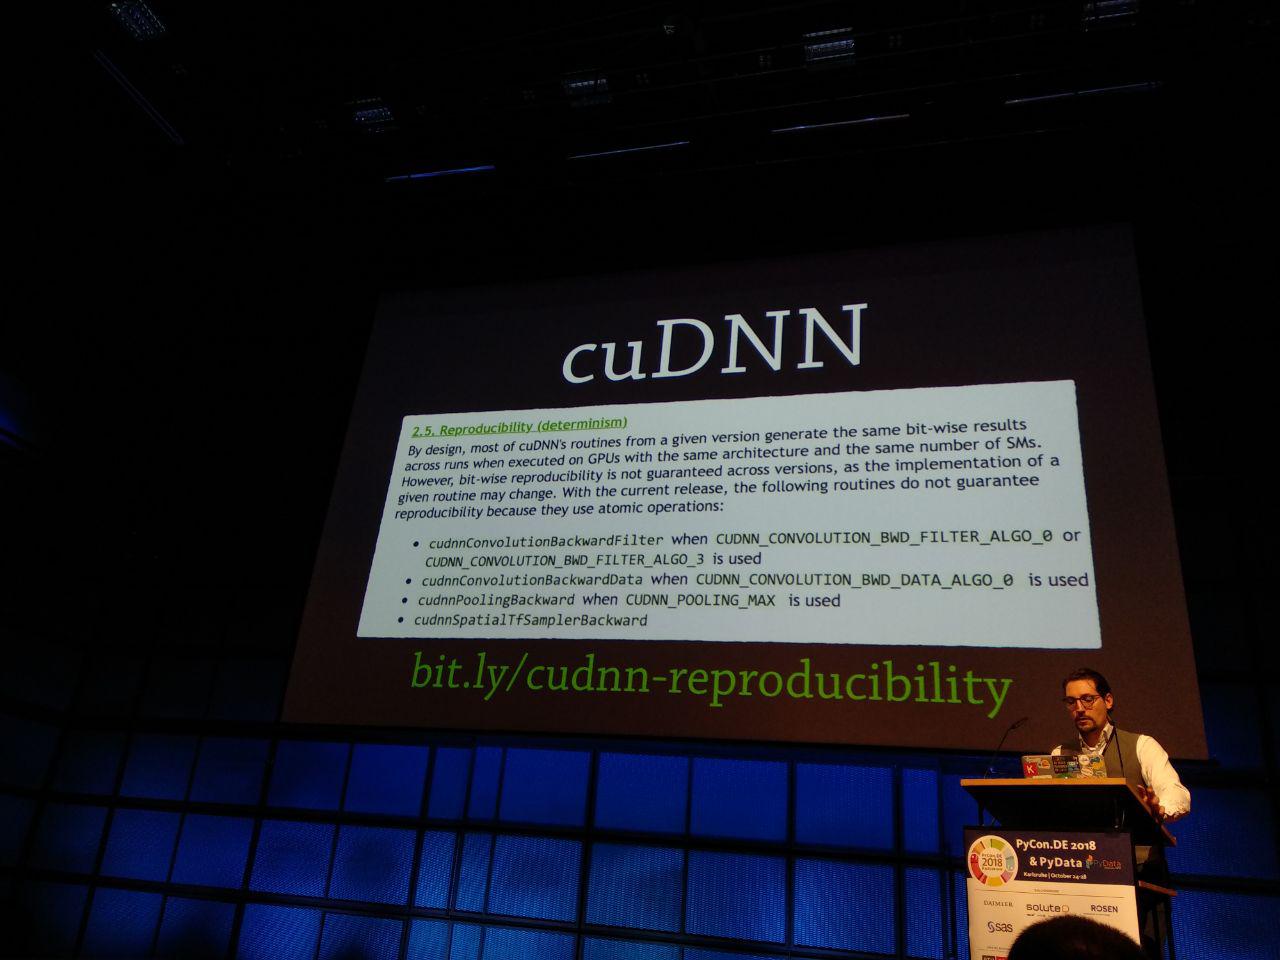 cuDNN
2.5. Reproducibility (determinism)
By design, most of cuDNN's routines from a given version generate the same bit-wise results
across runs when executed on GPUs with the same architecture and the same number of SMs.
However, bit-wise reproducibility is not guaranteed across versions, as the implementation of a
given routine may change. With the current release, the following routines do not guarantee
reproducibility because they use atomic operations:
• cudnnConvolutionBackwardFilter when CUDNN_CONVOLUTION_BWD_FILTER_ALGO_0 or
CUDNN_CONVOLUTION_BWD_FILTER_ALGO_3 is used
• cudnnConvolutionBackwardData when CUDNN_CONVOLUTION_BWD_DATA_ALGO_0 is used
• cudnnPoolingBackward when CUDNN_POOLING_MAX is used
• cudnnSpatialTfSamplerBackward
bit.ly/cudnn-reproducibility
K
PyCon.DE 2018
& PyData PyData
Karlsruhe | October 24-28
PyCon.DE
2018
DAIMLER
solute
ROSEN
sas